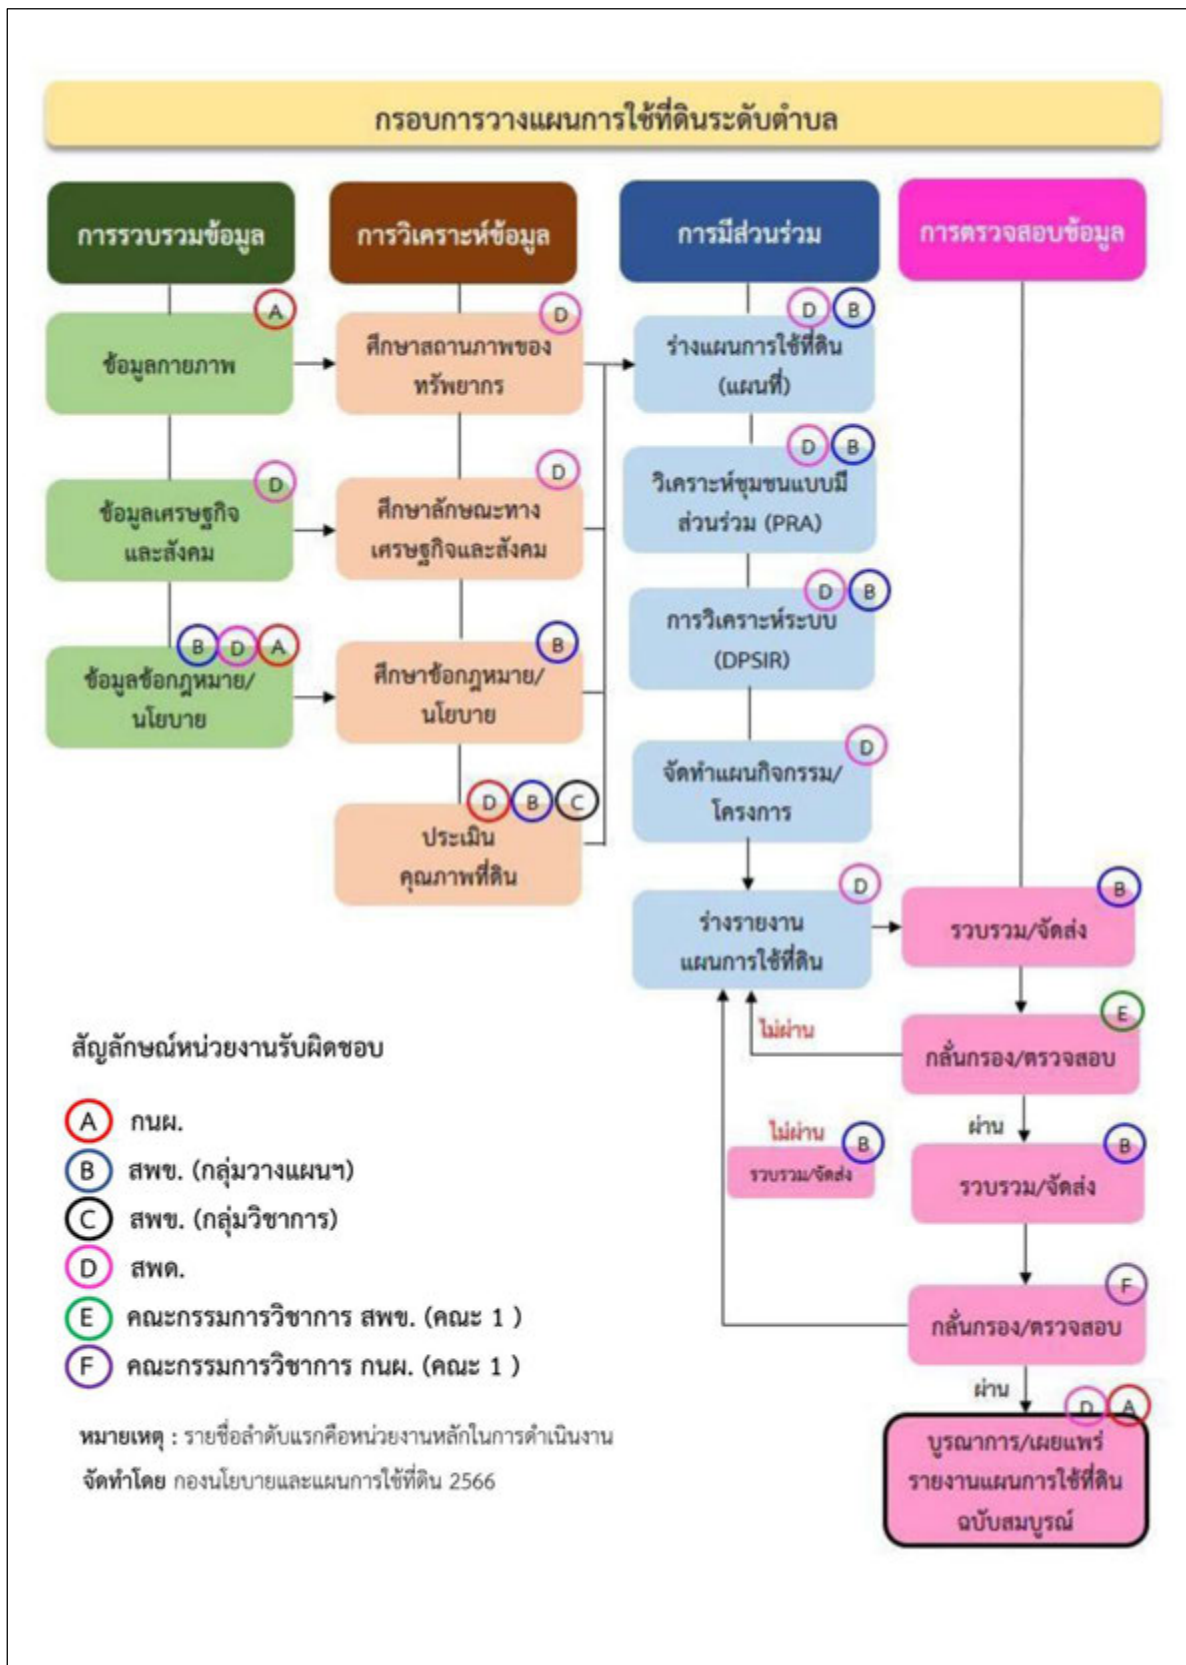 กรอบการวางแผนการใช้ที่ดินระดับตำบล
การรวบรวมข้อมูล
A
ข้อมูลกายภาพ
D
ข้อมูลเศรษฐกิจ
และสังคม
B D A
ข้อมูลข้อกฎหมาย/
นโยบาย
การวิเคราะห์ข้อมูล
D
ศึกษาสถานภาพของ
ทรัพยากร
D
ศึกษาลักษณะทาง
เศรษฐกิจและสังคม
B
ศึกษาข้อกฎหมาย/
นโยบาย
D B C
ประเมิน
คุณภาพที่ดิน
การมีส่วนร่วม
D B
ร่างแผนการใช้ที่ดิน
(แผนที่)
D B
วิเคราะห์ชุมชนแบบมี
ส่วนร่วม (PRA)
D B
การวิเคราะห์ระบบ
(DPSIR)
D
จัดทำแผนกิจกรรม/
โครงการ
D
ร่างรายงาน
แผนการใช้ที่ดิน
การตรวจสอบข้อมูล
B
รวบรวม/จัดส่ง
E
กลั่นกรอง/ตรวจสอบ
ไม่ผ่าน
ผ่าน
B
รวบรวม/จัดส่ง
ไม่ผ่าน
B
รวบรวม/จัดส่ง
F
กลั่นกรอง/ตรวจสอบ
ผ่าน
D A
บูรณาการ/เผยแพร่
รายงานแผนการใช้ที่ดิน
ฉบับสมบูรณ์
สัญลักษณ์หน่วยงานรับผิดชอบ
A กนผ.
B สพข. (กลุ่มวางแผนฯ)
C สพข. (กลุ่มวิชาการ)
D สพด.
E คณะกรรมการวิชาการ สพข. (คณะ 1 )
F คณะกรรมการวิชาการ กนผ. (คณะ 1 )
หมายเหตุ : รายชื่อลำดับแรกคือหน่วยงานหลักในการดำเนินงาน
จัดทำโดย กองนโยบายและแผนการใช้ที่ดิน 2566